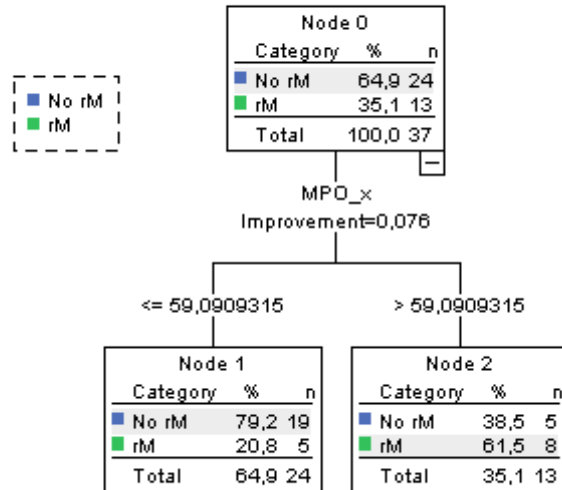 Node 0
Category % n
No rM 64,9 24
rM 35,1 13
Total 100,0 37
No rM
rM
MPO_x
Improvement=0,076
<= 59,0909315
> 59,0909315
Node 1
Category % n
No rM 79,2 19
rM 20,8 5
Total 64,9 24
Node 2
Category % n
No rM 38,5 5
rM 61,5 8
Total 35,1 13